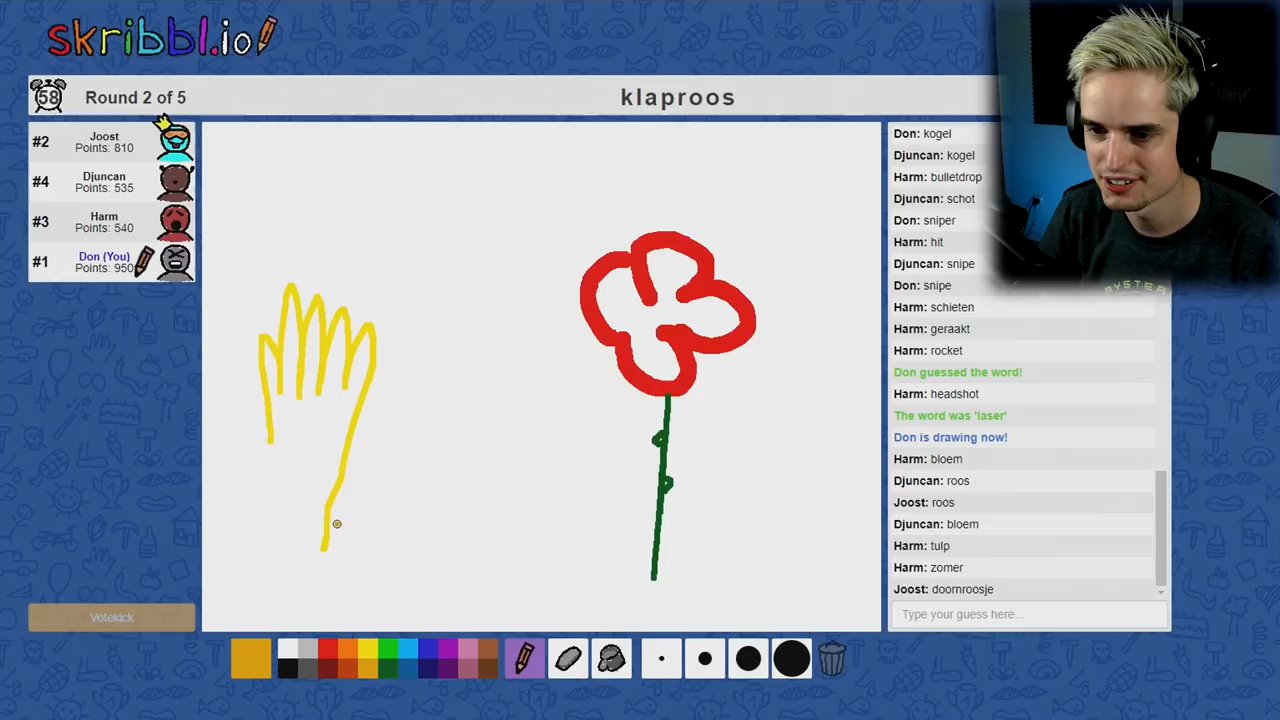 skribbl.io
58
Round 2 of 5
klaproos
#2
Joost
Points: 810
#4
Djuncan
Points: 535
#3
Harm
Points: 540
#1
Don (You)
Points: 950
Votekick
Don: kogel
Djuncan: kogel
Harm: bulletdrop
Djuncan: schot
Don: sniper
Harm: hit
Djuncan: snipe
Don: snipe
Harm: schieten
Harm: geraakt
Harm: rocket
Don guessed the word!
Harm: headshot
The word was 'laser'
Don is drawing now!
Harm: bloem
Djuncan: roos
Joost: roos
Djuncan: bloem
Harm: tulp
Harm: zomer
Joost: doornroosje
Type your guess here...
MYSTER